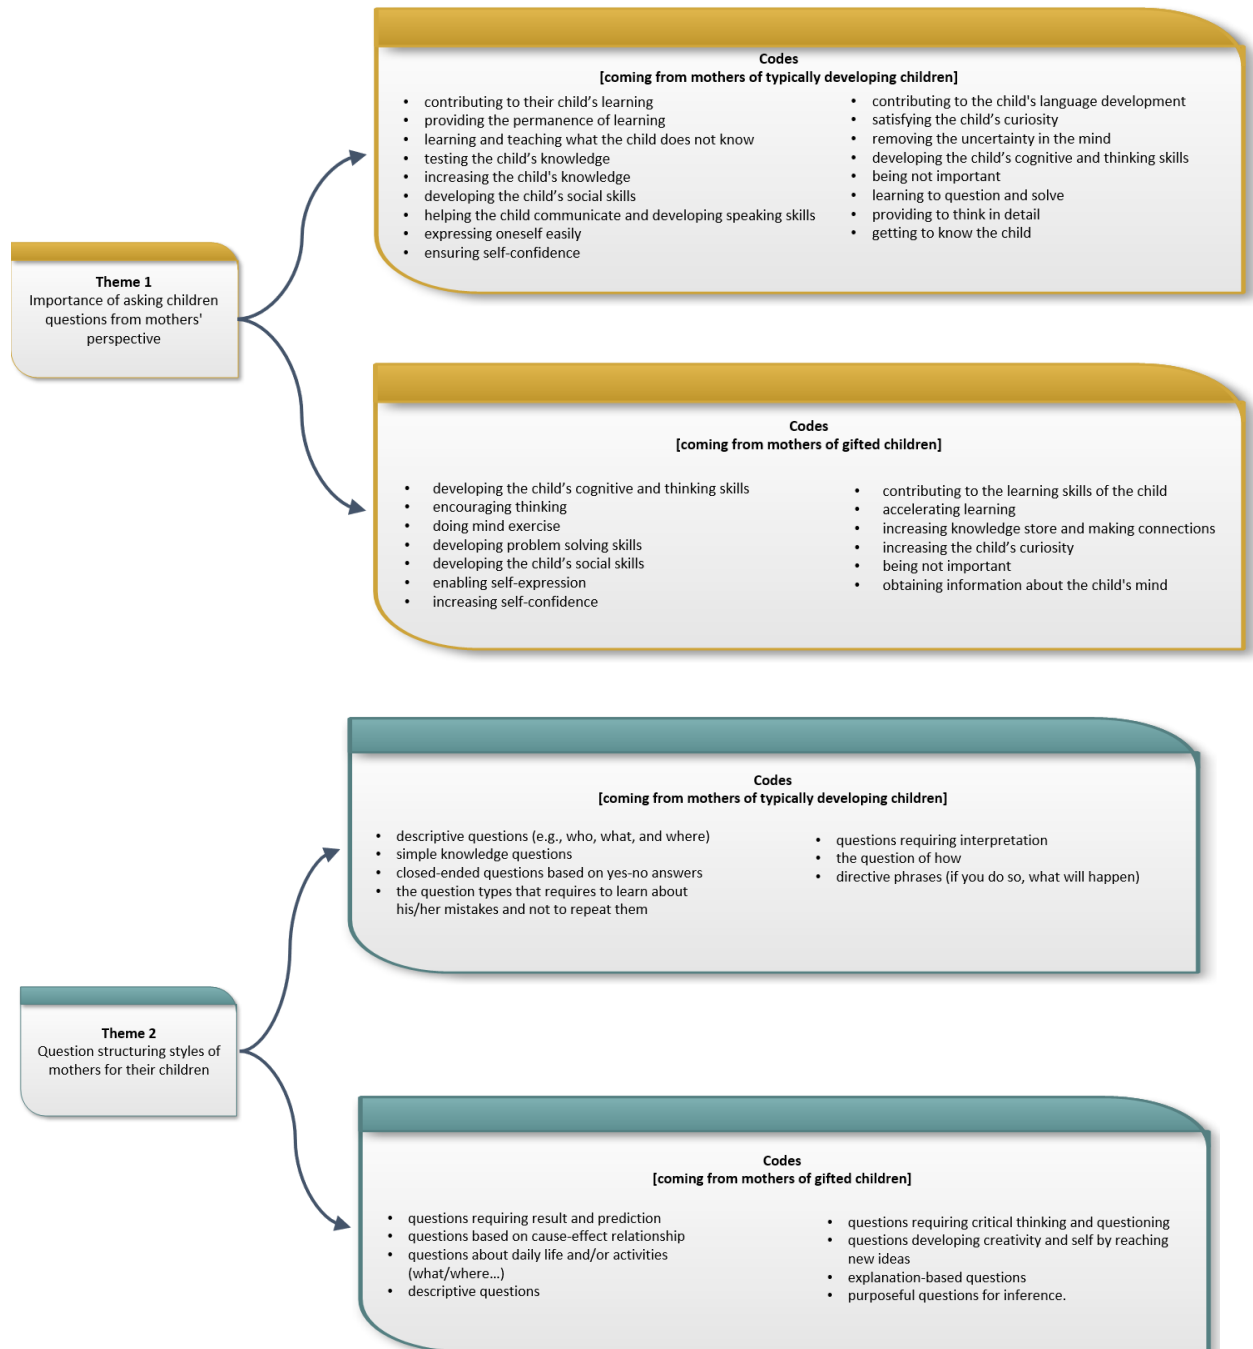 Codes
[coming from mothers of typically developing children]
• contributing to their child’s learning
• providing the permanence of learning
• learning and teaching what the child does not know
• testing the child’s knowledge
• increasing the child's knowledge
• developing the child’s social skills
• helping the child communicate and developing speaking skills
• expressing oneself easily
• ensuring self-confidence
• contributing to the child's language development
• satisfying the child’s curiosity
• removing the uncertainty in the mind
• developing the child’s cognitive and thinking skills
• being not important
• learning to question and solve
• providing to think in detail
• getting to know the child
Theme 1
Importance of asking children
questions from mothers'
perspective
Codes
[coming from mothers of gifted children]
• developing the child’s cognitive and thinking skills
• encouraging thinking
• doing mind exercise
• developing problem solving skills
• developing the child’s social skills
• enabling self-expression
• increasing self-confidence
• contributing to the learning skills of the child
• accelerating learning
• increasing knowledge store and making connections
• increasing the child’s curiosity
• being not important
• obtaining information about the child's mind
Codes
[coming from mothers of typically developing children]
• descriptive questions (e.g., who, what, and where)
• simple knowledge questions
• closed-ended questions based on yes-no answers
• the question types that requires to learn about
his/her mistakes and not to repeat them
• questions requiring interpretation
• the question of how
• directive phrases (if you do so, what will happen)
Theme 2
Question structuring styles of
mothers for their children
Codes
[coming from mothers of gifted children]
• questions requiring result and prediction
• questions based on cause-effect relationship
• questions about daily life and/or activities
(what/where...)
• descriptive questions
• questions requiring critical thinking and questioning
• questions developing creativity and self by reaching
new ideas
• explanation-based questions
• purposeful questions for inference.